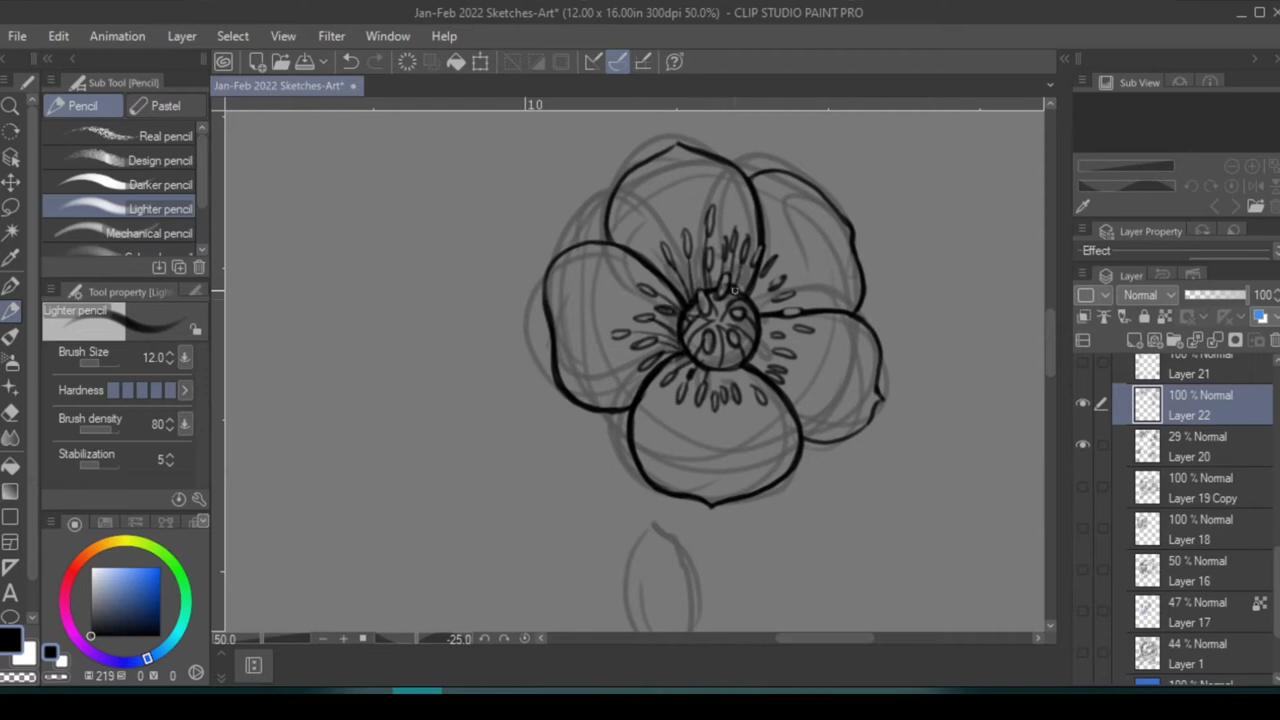 Jan-Feb 2022 Sketches-Art* (12.00 x 16.00in 300dpi 50.0%) - CLIP STUDIO PAINT PRO
File Edit Animation Layer Select View Filter Window Help
Sub Tool [Pencil]
Jan-Feb 2022 Sketches-Art*
Sub View
Pencil Pastel
10
Real pencil
Design pencil
Darker pencil
Lighter pencil
Mechanical pencil
Layer Property
Effect
Layer
Tool property [Light
Normal 100
Lighter pencil
Brush Size 12.0
Hardness
Brush density 80
Stabilization 5
Layer 21
100 % Normal
Layer 22
29 % Normal
Layer 20
100 % Normal
Layer 19 Copy
100 % Normal
Layer 18
50 % Normal
Layer 16
47 % Normal
Layer 17
44 % Normal
Layer 1
50.0 -25.0
H 219 S 0 V 0